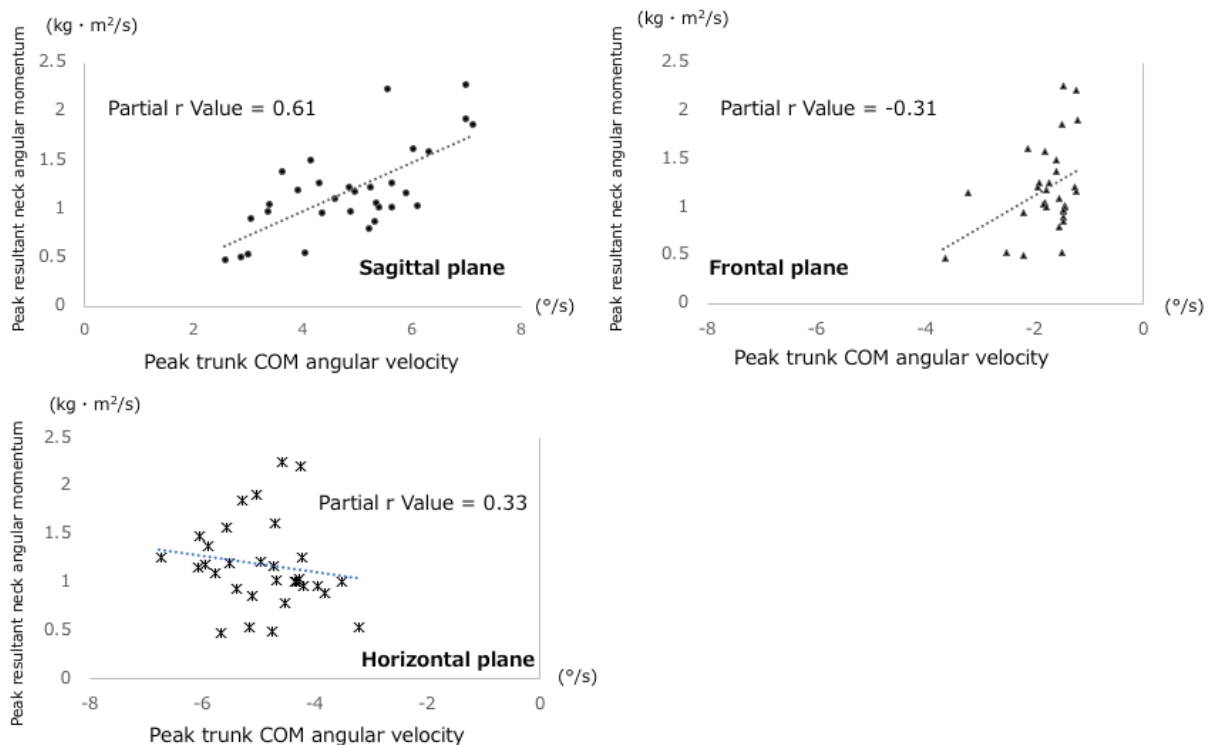 (kg・m²/s)
Peak resultant neck angular momentum
2.5
2
1.5
1
0.5
0
Partial r Value = 0.61
Sagittal plane
0 2 4 6 8
(°/s)
Peak trunk COM angular velocity
(kg・m²/s)
Peak resultant neck angular momentum
2.5
2
1.5
1
0.5
0
Partial r Value = -0.31
Frontal plane
-8 -6 -4 -2 0
(°/s)
Peak trunk COM angular velocity
(kg・m²/s)
Peak resultant neck angular momentum
2.5
2
1.5
1
0.5
0
Partial r Value = 0.33
Horizontal plane
-8 -6 -4 -2 0
(°/s)
Peak trunk COM angular velocity